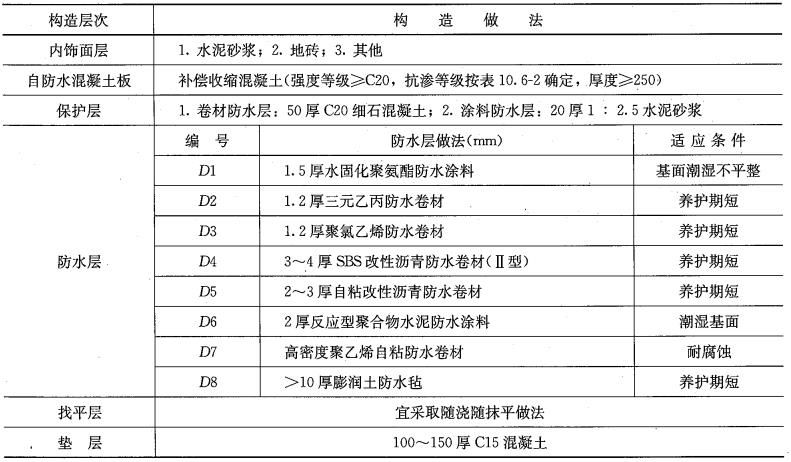 构造层次 构造做法
内饰面层 1. 水泥砂浆；2. 地砖；3. 其他
自防水混凝土板 补偿收缩混凝土(强度等级≥C20，抗渗等级按表 10.6-2 确定，厚度≥250)
保护层 1. 卷材防水层：50 厚 C20 细石混凝土；2. 涂料防水层：20 厚 1∶2.5 水泥砂浆
防水层 编号 防水层做法(mm) 适应条件
D1 1.5 厚水固化聚氨酯防水涂料 基面潮湿不平整
D2 1.2 厚三元乙丙防水卷材 养护期短
D3 1.2 厚聚氯乙烯防水卷材 养护期短
D4 3～4 厚 SBS 改性沥青防水卷材(Ⅱ型) 养护期短
D5 2～3 厚自粘改性沥青防水卷材 养护期短
D6 2 厚反应型聚合物水泥防水涂料 潮湿基面
D7 高密度聚乙烯自粘防水卷材 耐腐蚀
D8 >10 厚膨润土防水毡 养护期短
找平层 宜采取随浇随抹平做法
垫层 100～150 厚 C15 混凝土